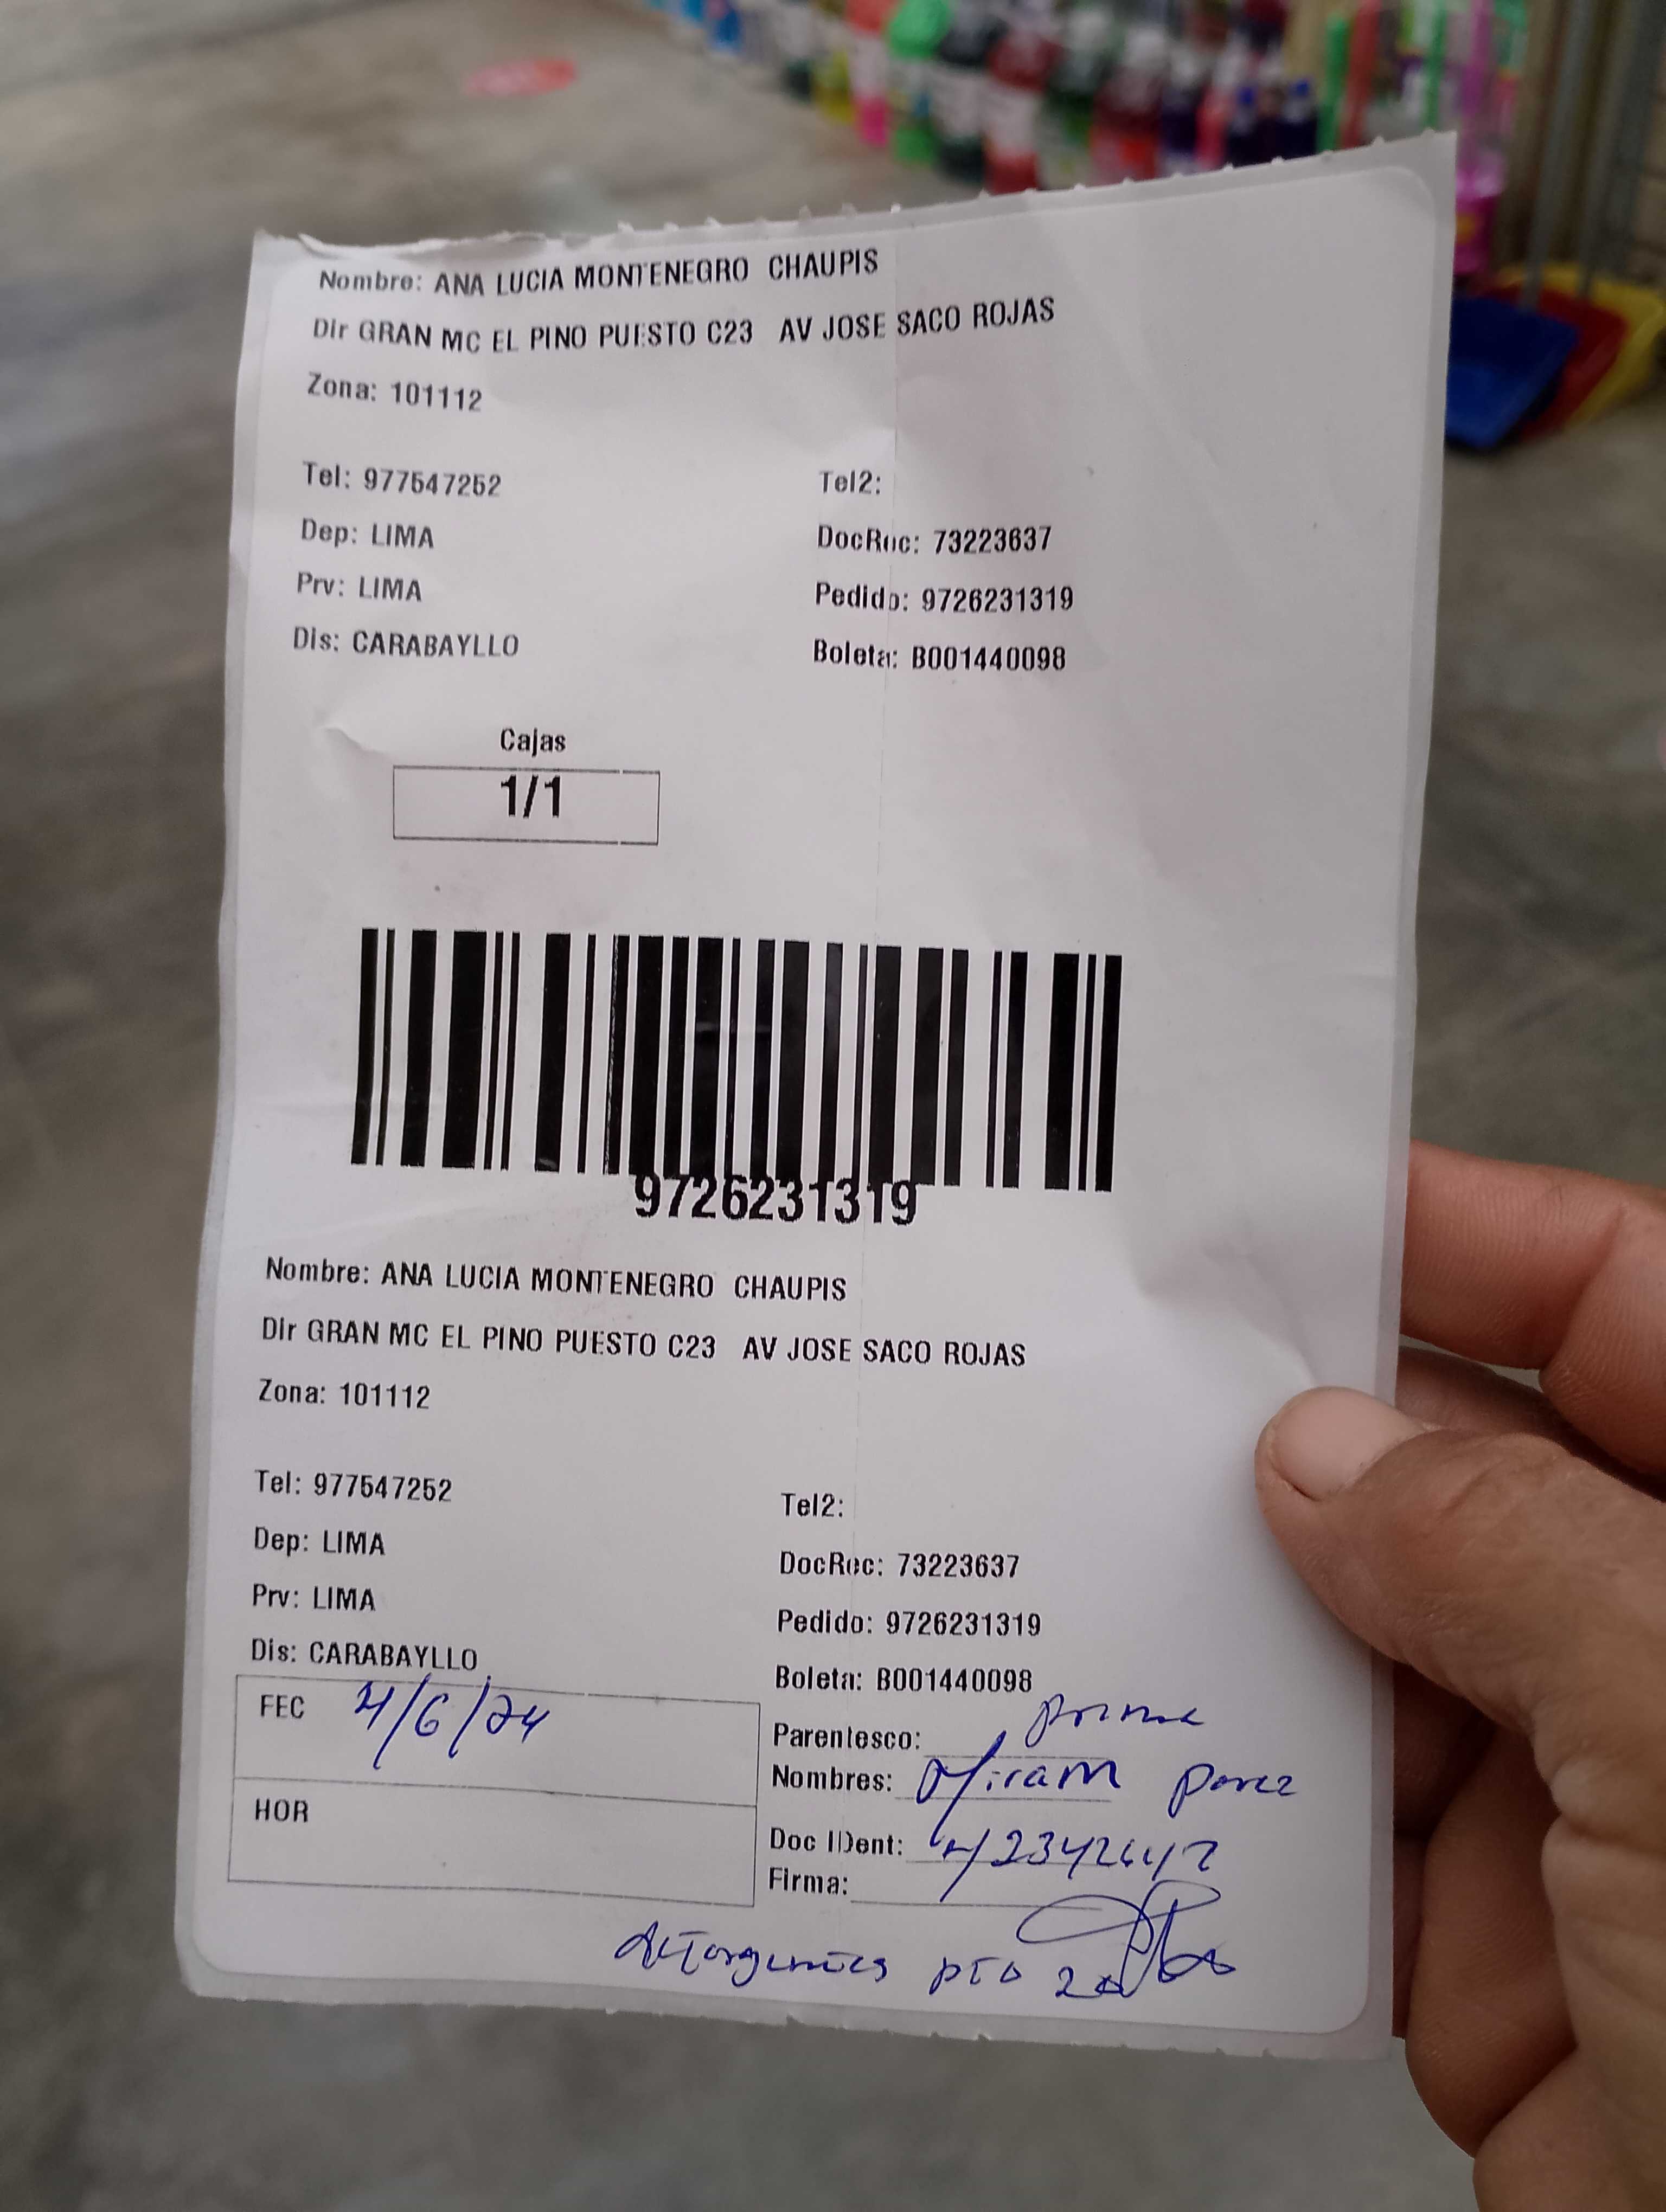 Nombre: ANA LUCIA MONTENEGRO CHAUPIS
Dir GRAN MC EL PINO PUESTO C23 AV JOSE SACO ROJAS
Zona: 101112
Tel: 977547252 Tel2:
Dep: LIMA DocRec: 73223637
Prv: LIMA Pedido: 9726231319
Dis: CARABAYLLO Boleta: B001440098
Cajas
1/1
9726231319
Nombre: ANA LUCIA MONTENEGRO CHAUPIS
Dir GRAN MC EL PINO PUESTO C23 AV JOSE SACO ROJAS
Zona: 101112
Tel: 977547252 Tel2:
Dep: LIMA DocRec: 73223637
Prv: LIMA Pedido: 9726231319
Dis: CARABAYLLO Boleta: B001440098
FEC 4/6/24 Parentesco: prima
Nombres: Miriam
HOR Doc IDent:
Firma:
pto